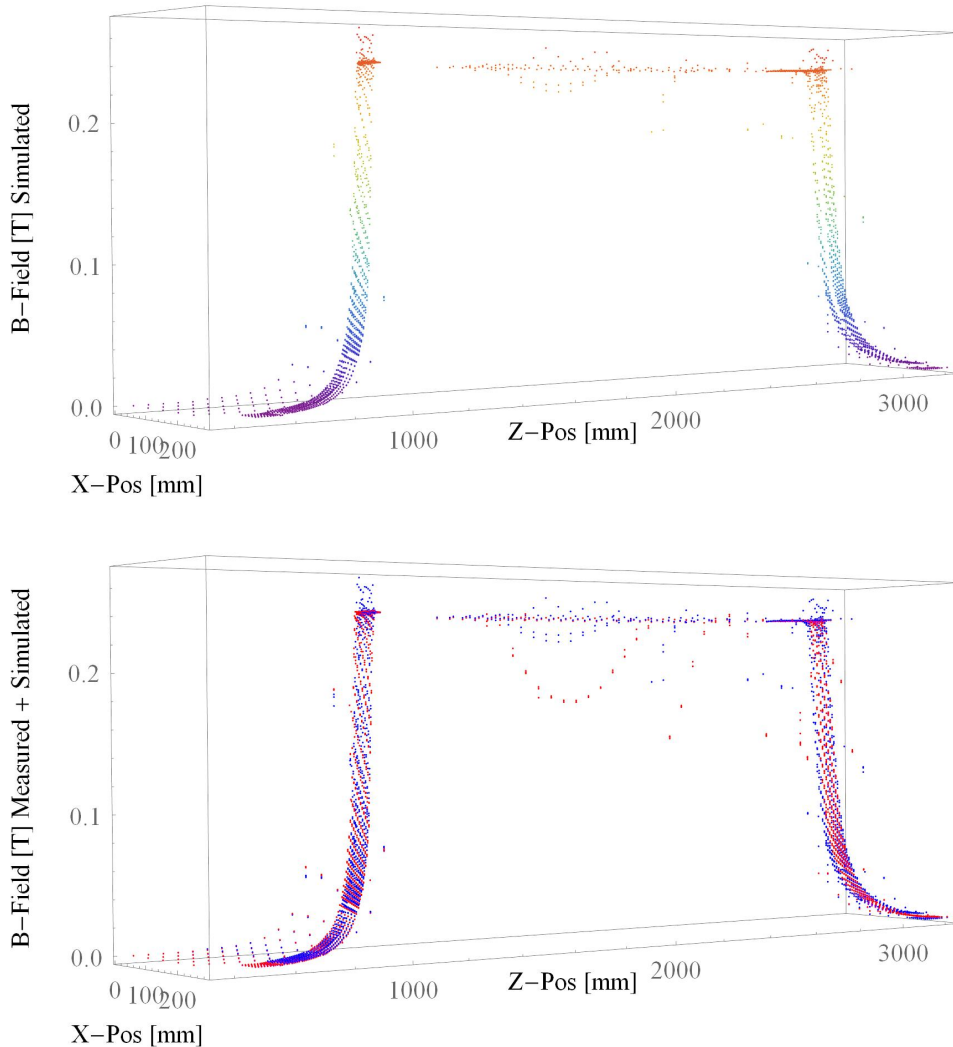 B−Field [T] Simulated
0.2
0.1
0.0
0 100 200
1000
2000
3000
Z−Pos [mm]
X−Pos [mm]
B−Field [T] Measured + Simulated
0.2
0.1
0.0
0 100 200
1000
2000
3000
Z−Pos [mm]
X−Pos [mm]